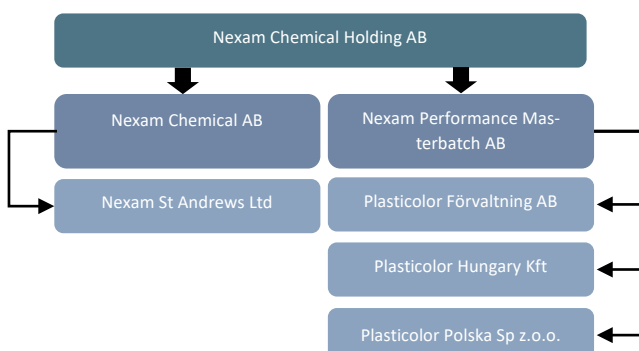 Nexam Chemical Holding AB
Nexam Chemical AB
Nexam Performance Mas-
terbatch AB
Nexam St Andrews Ltd
Plasticolor Förvaltning AB
Plasticolor Hungary Kft
Plasticolor Polska Sp z.o.o.